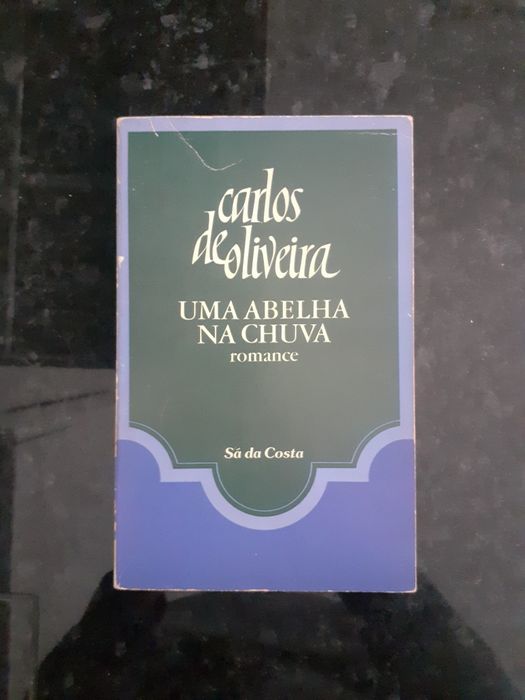 carlos
de oliveira
UMA ABELHA
NA CHUVA
romance
Sá da Costa